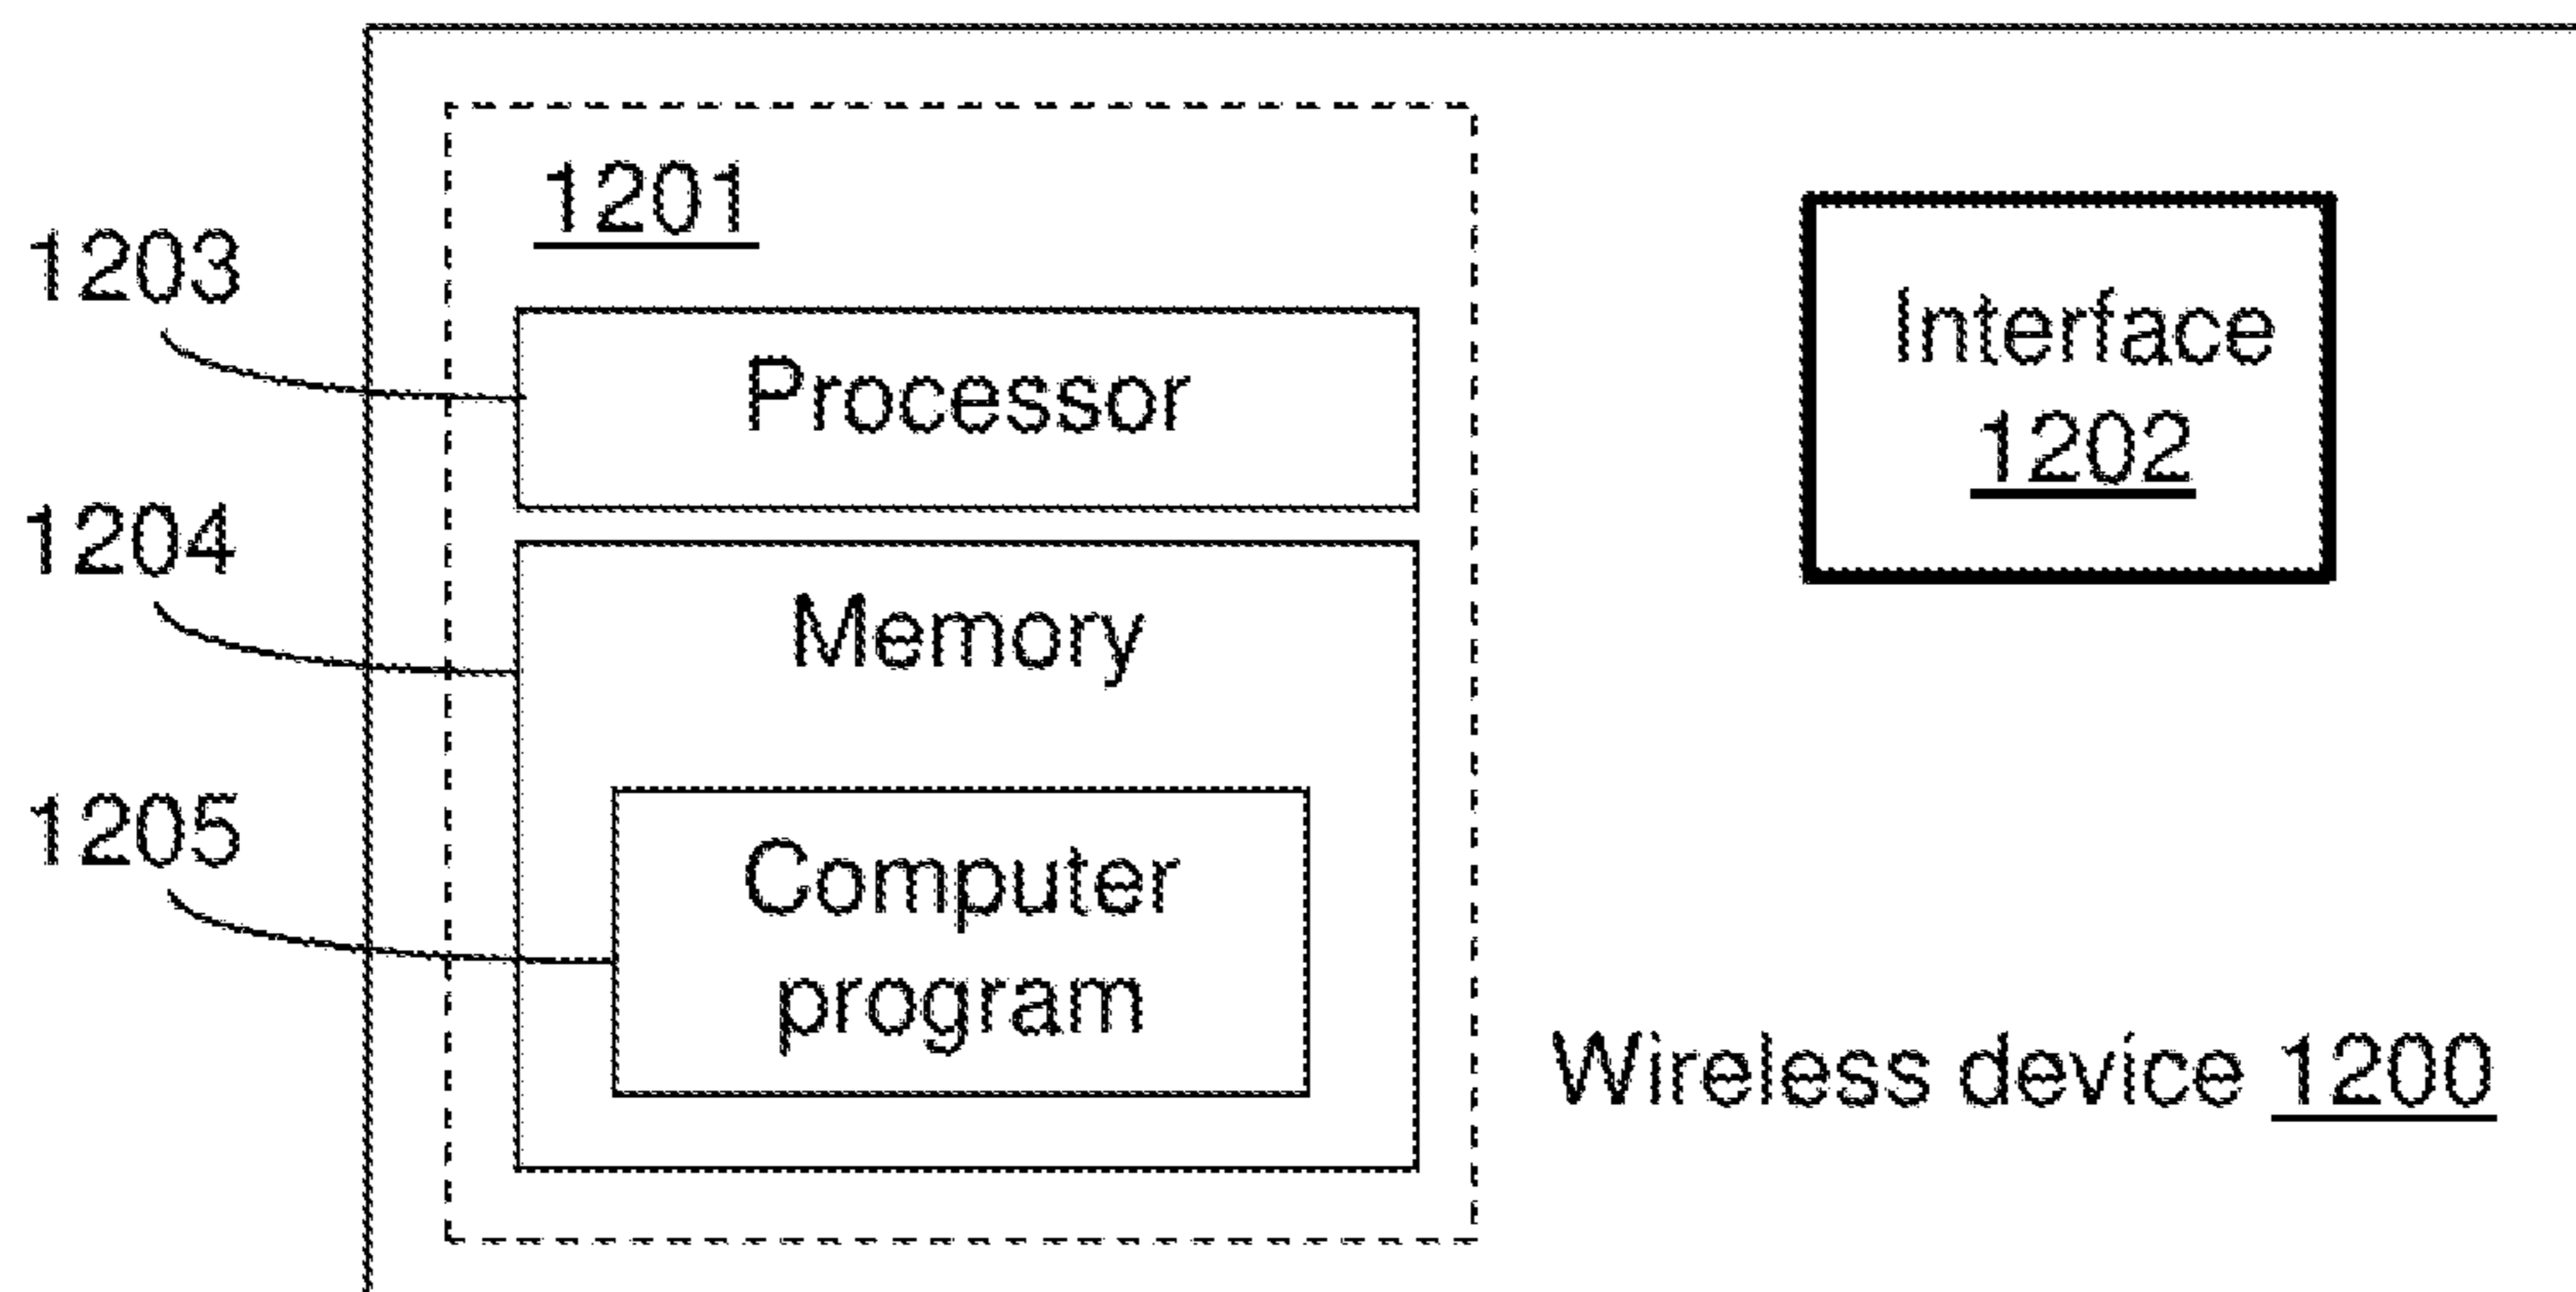 1201
1203
Processor
Interface
1202
1204
Memory
1205
Computer
program
Wireless device 1200